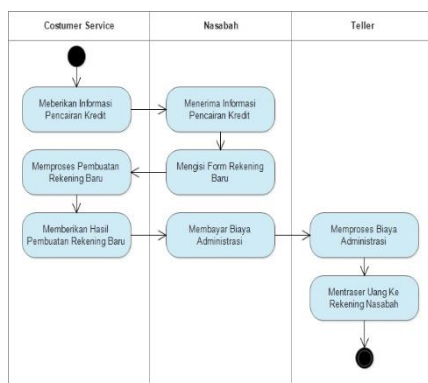 Costumer Service
Nasabah
Teller
Meberikan Informasi
Pencairan Kredit
Menerima Informasi
Pencairan Kredit
Mengisi Form Rekening
Baru
Memproses Pembuatan
Rekening Baru
Memberikan Hasil
Pembuatan Rekening Baru
Membayar Biaya
Administrasi
Memproses Biaya
Administrasi
Mentraser Uang Ke
Rekening Nasabah